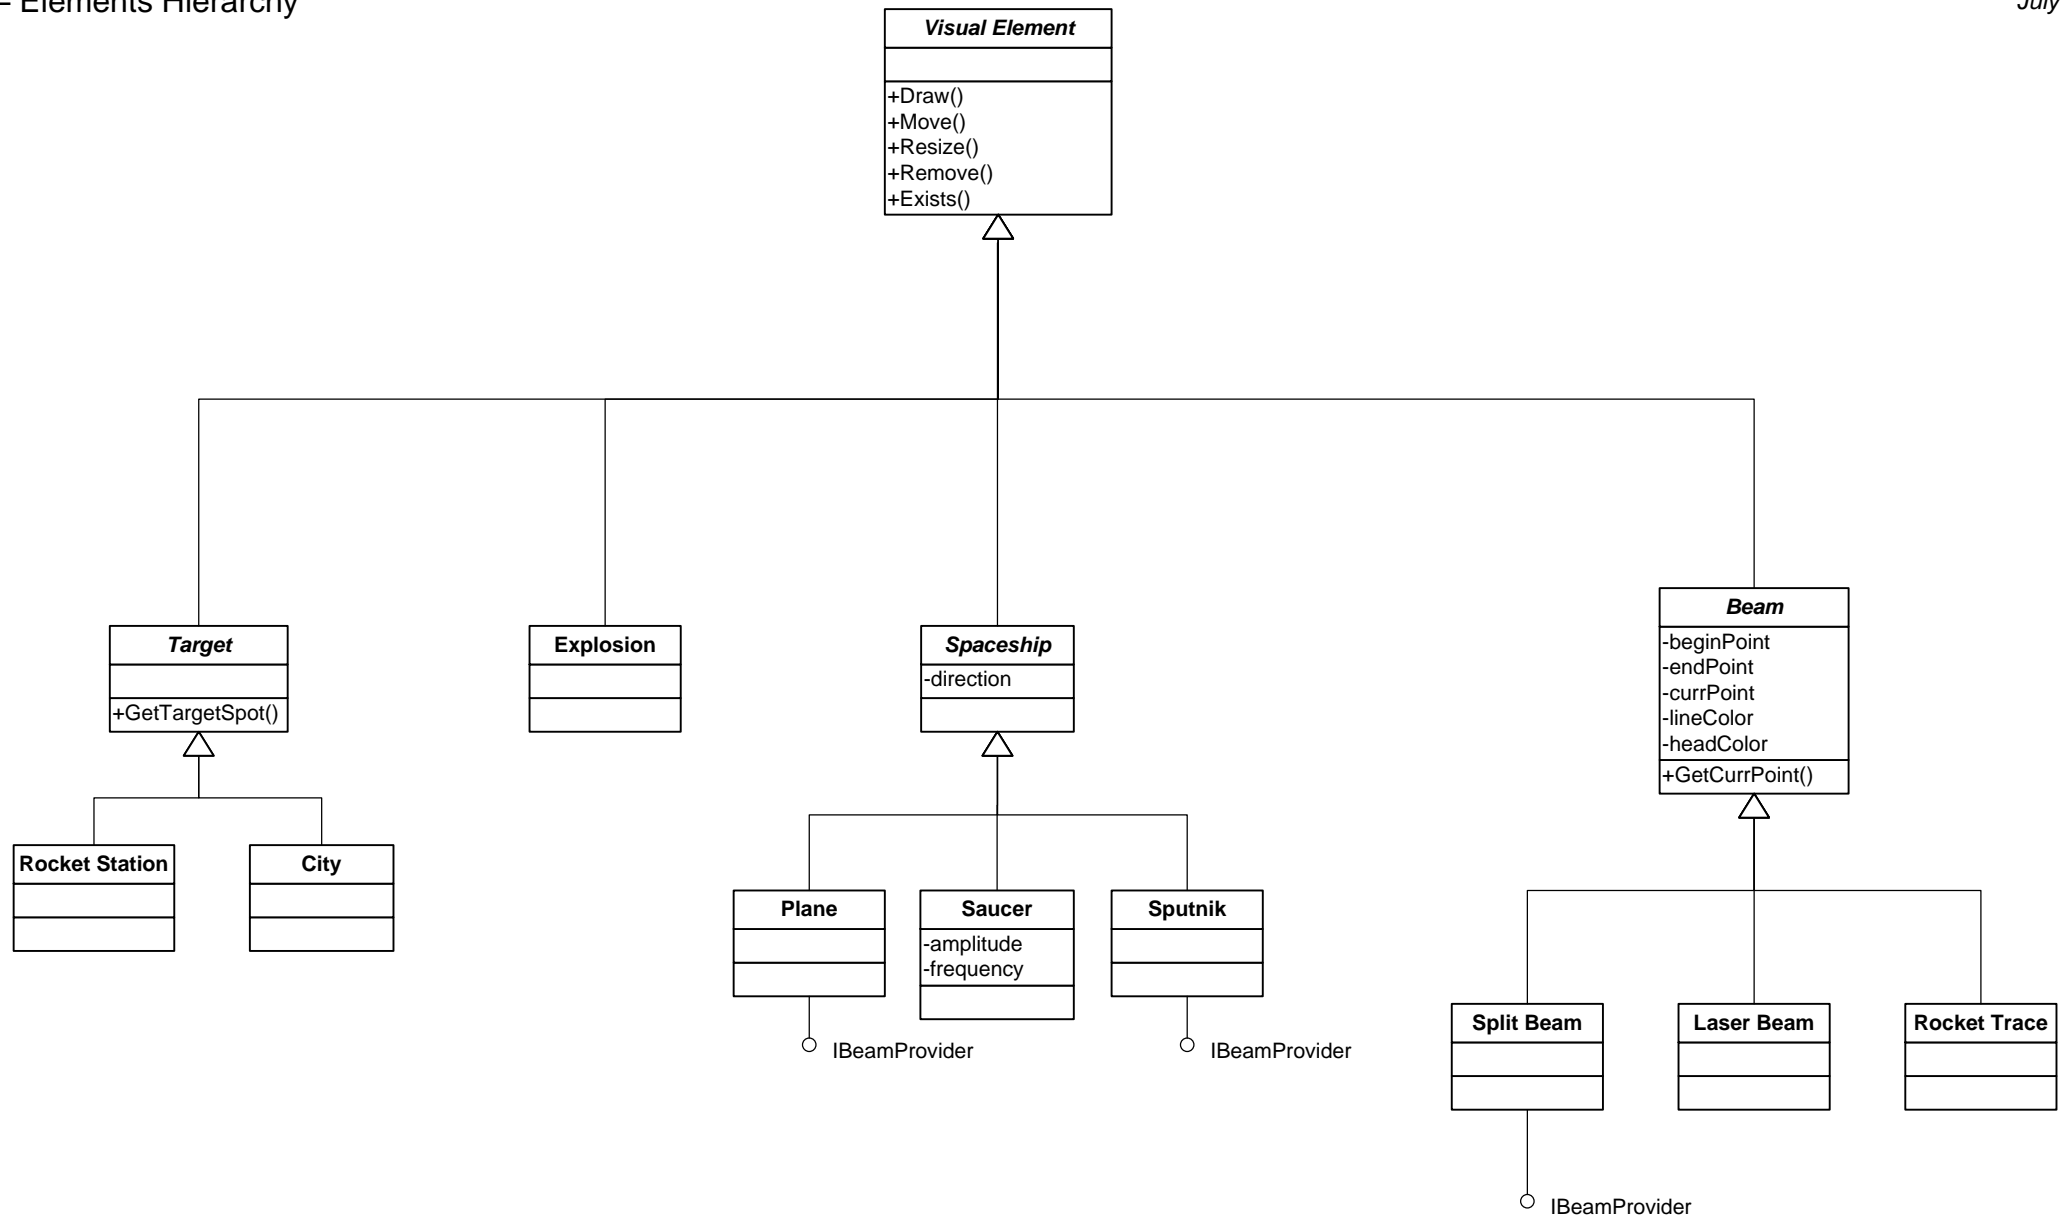 – Elements Hierarchy
July
Visual Element
+Draw()
+Move()
+Resize()
+Remove()
+Exists()
Target
+GetTargetSpot()
Explosion
Spaceship
-direction
Beam
-beginPoint
-endPoint
-currPoint
-lineColor
-headColor
+GetCurrPoint()
Rocket Station
City
Plane
Saucer
-amplitude
-frequency
Sputnik
IBeamProvider
IBeamProvider
Split Beam
Laser Beam
Rocket Trace
IBeamProvider